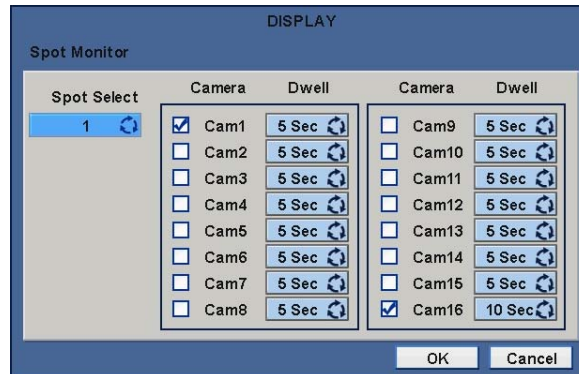 DISPLAY
Spot Monitor
Spot Select Camera Dwell Camera Dwell
1 Cam1 5 Sec Cam9 5 Sec
Cam2 5 Sec Cam10 5 Sec
Cam3 5 Sec Cam11 5 Sec
Cam4 5 Sec Cam12 5 Sec
Cam5 5 Sec Cam13 5 Sec
Cam6 5 Sec Cam14 5 Sec
Cam7 5 Sec Cam15 5 Sec
Cam8 5 Sec Cam16 10 Sec
OK Cancel